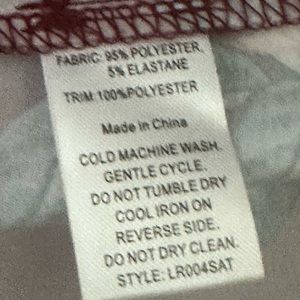 FABRIC: 95% POLYESTER,
5% ELASTANE
TRIM:100%POLYESTER
Made in China
COLD MACHINE WASH.
GENTLE CYCLE.
DO NOT TUMBLE DRY
COOL IRON ON
REVERSE SIDE.
DO NOT DRY CLEAN.
STYLE: LR004SAT